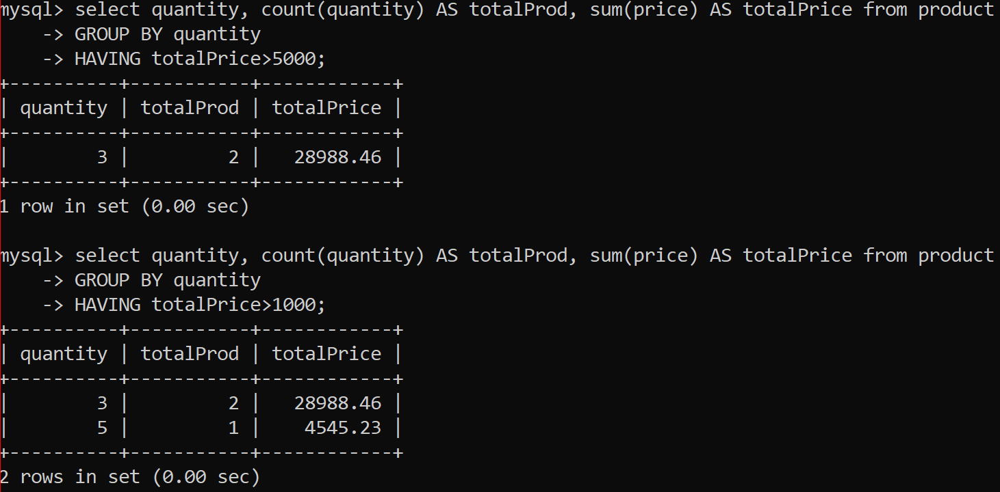 mysql> select quantity, count(quantity) AS totalProd, sum(price) AS totalPrice from product
    -> GROUP BY quantity
    -> HAVING totalPrice>5000;
+----------+-----------+------------+
| quantity | totalProd | totalPrice |
+----------+-----------+------------+
|        3 |         2 |   28988.46 |
+----------+-----------+------------+
1 row in set (0.00 sec)

mysql> select quantity, count(quantity) AS totalProd, sum(price) AS totalPrice from product
    -> GROUP BY quantity
    -> HAVING totalPrice>1000;
+----------+-----------+------------+
| quantity | totalProd | totalPrice |
+----------+-----------+------------+
|        3 |         2 |   28988.46 |
|        5 |         1 |    4545.23 |
+----------+-----------+------------+
2 rows in set (0.00 sec)